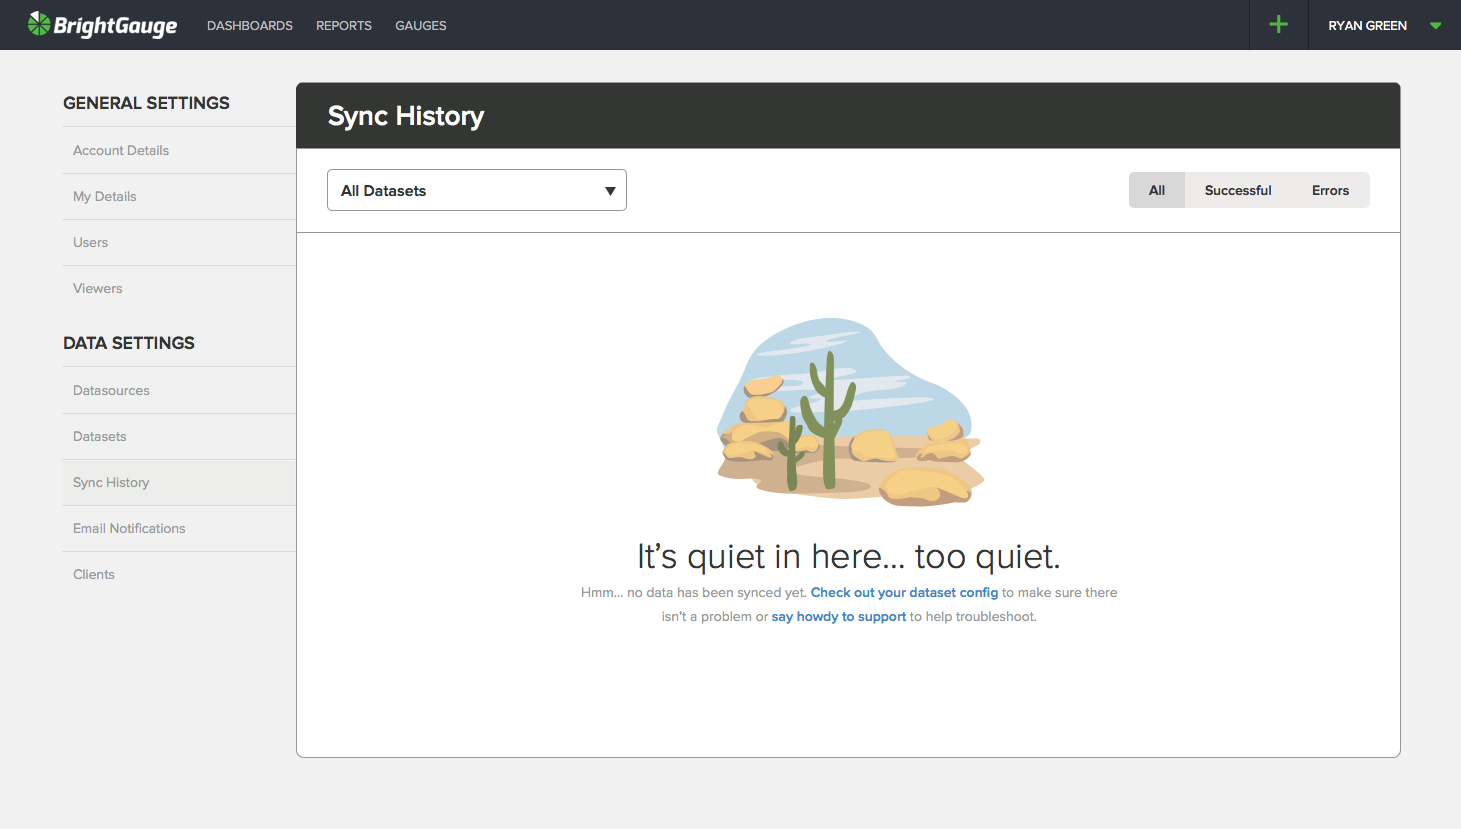 BrightGauge DASHBOARDS REPORTS GAUGES RYAN GREEN
GENERAL SETTINGS
Account Details
My Details
Users
Viewers
DATA SETTINGS
Datasources
Datasets
Sync History
Email Notifications
Clients
Sync History
All Datasets
All Successful Errors
It’s quiet in here... too quiet.
Hmm... no data has been synced yet. Check out your dataset config to make sure there
isn’t a problem or say howdy to support to help troubleshoot.